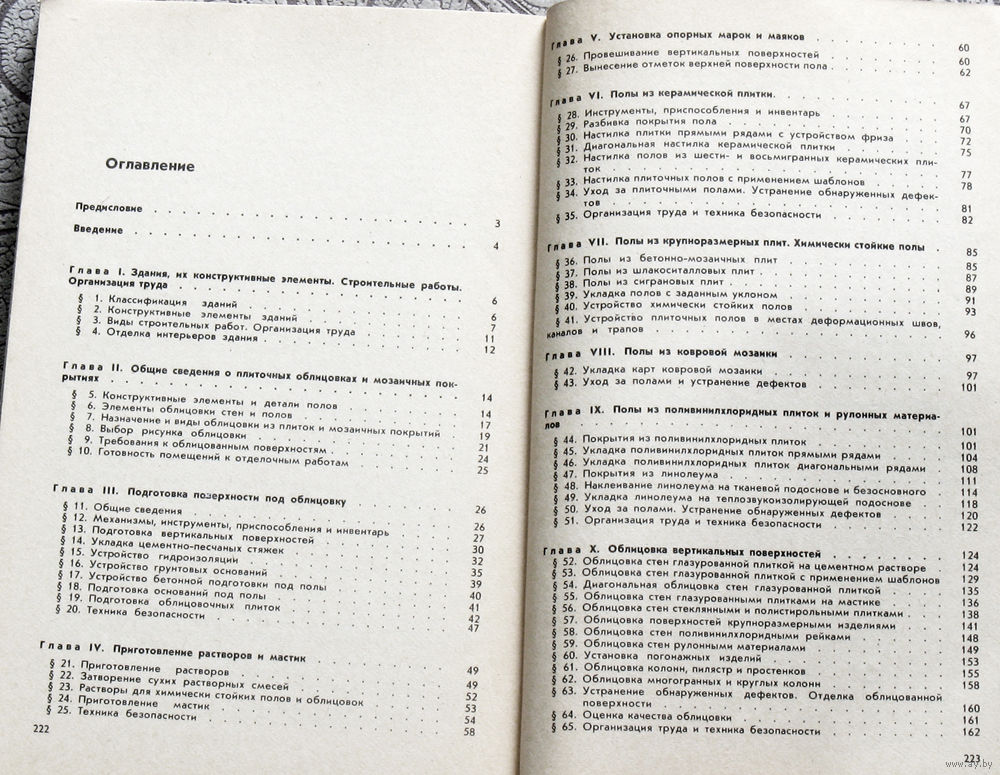 Оглавление
Предисловие . . . 3
Введение . . . 4
Глава I. Здания, их конструктивные элементы. Строительные работы.
Организация труда . . . 6
§ 1. Классификация зданий . . . 6
§ 2. Конструктивные элементы зданий . . . 7
§ 3. Виды строительных работ. Организация труда . . . 11
§ 4. Отделка интерьеров здания . . . 12
Глава II. Общие сведения о плиточных облицовках и мозаичных пок-
рытиях . . . 14
§ 5. Конструктивные элементы и детали полов . . . 14
§ 6. Элементы облицовки стен и полов . . . 17
§ 7. Назначение и виды облицовки из плиток и мозаичных покрытий . 19
§ 8. Выбор рисунка облицовки . . . 21
§ 9. Требования к облицованным поверхностям . . . 24
§ 10. Готовность помещений к отделочным работам . . . 25
Глава III. Подготовка поверхности под облицовку . . . 26
§ 11. Общие сведения . . . 26
§ 12. Механизмы, инструменты, приспособления и инвентарь . . . 27
§ 13. Подготовка вертикальных поверхностей . . . 30
§ 14. Укладка цементно-песчаных стяжек . . . 32
§ 15. Устройство гидроизоляции . . . 35
§ 16. Устройство грунтовых оснований . . . 39
§ 17. Устройство бетонной подготовки под полы . . . 40
§ 18. Подготовка оснований под полы . . . 41
§ 19. Подготовка облицовочных плиток . . . 42
§ 20. Техника безопасности . . . 47
Глава IV. Приготовление растворов и мастик . . . 49
§ 21. Приготовление растворов . . . 49
§ 22. Затворение сухих растворных смесей . . . 52
§ 23. Растворы для химически стойких полов и облицовок . . . 53
§ 24. Приготовление мастик . . . 54
§ 25. Техника безопасности . . . 58
222
Глава V. Установка опорных марок и маяков . . . 60
§ 26. Провешивание вертикальных поверхностей . . . 60
§ 27. Вынесение отметок верхней поверхности пола . . . 62
Глава VI. Полы из керамической плитки. . . . 67
§ 28. Инструменты, приспособления и инвентарь . . . 67
§ 29. Разбивка покрытия пола . . . 70
§ 30. Настилка плитки прямыми рядами с устройством фриза . . . 72
§ 31. Диагональная настилка керамической плитки . . . 75
§ 32. Настилка полов из шести- и восьмигранных керамических пли-
ток . . . 77
§ 33. Настилка плиточных полов с применением шаблонов . . . 78
§ 34. Уход за плиточными полами. Устранение обнаруженных дефек-
тов . . . 81
§ 35. Организация труда и техника безопасности . . . 82
Глава VII. Полы из крупноразмерных плит. Химически стойкие полы . 85
§ 36. Полы из бетонно-мозаичных плит . . . 85
§ 37. Полы из шлакоситалловых плит . . . 87
§ 38. Полы из сиграновых плит . . . 89
§ 39. Укладка полов с заданным уклоном . . . 91
§ 40. Устройство химически стойких полов . . . 93
§ 41. Устройство плиточных полов в местах деформационных швов,
каналов и трапов . . . 96
Глава VIII. Полы из ковровой мозаики . . . 97
§ 42. Укладка карт ковровой мозаики . . . 97
§ 43. Уход за полами и устранение дефектов . . . 101
Глава IX. Полы из поливинилхлоридных плиток и рулонных материа-
лов . . . 101
§ 44. Покрытия из поливинилхлоридных плиток . . . 101
§ 45. Укладка поливинилхлоридных плиток прямыми рядами . . . 104
§ 46. Укладка поливинилхлоридных плиток диагональными рядами . 108
§ 47. Покрытия из линолеума . . . 111
§ 48. Наклеивание линолеума на тканевой подоснове и безосновного . 114
§ 49. Укладка линолеума на теплозвукоизолирующей подоснове . 118
§ 50. Уход за полами. Устранение обнаруженных дефектов . . . 120
§ 51. Организация труда и техника безопасности . . . 122
Глава X. Облицовка вертикальных поверхностей . . . 124
§ 52. Облицовка стен глазурованной плиткой на цементном растворе . 124
§ 53. Облицовка стен глазурованной плиткой с применением шаблонов 129
§ 54. Диагональная облицовка стен глазурованной плиткой . . . 135
§ 55. Облицовка стен глазурованными плитками на мастике . . . 136
§ 56. Облицовка стен стеклянными и полистирольными плитками . . 138
§ 57. Облицовка поверхностей крупноразмерными изделиями . . . 141
§ 58. Облицовка стен поливинилхлоридными рейками . . . 148
§ 59. Облицовка стен рулонными материалами . . . 149
§ 60. Установка погонажных изделий . . . 153
§ 61. Облицовка колонн, пилястр и простенков . . . 155
§ 62. Облицовка многогранных и круглых колонн . . . 158
§ 63. Устранение обнаруженных дефектов. Отделка облицованной
поверхности . . . 160
§ 64. Оценка качества облицовки . . . 161
§ 65. Организация труда и техника безопасности . . . 162
223
www.ay.by